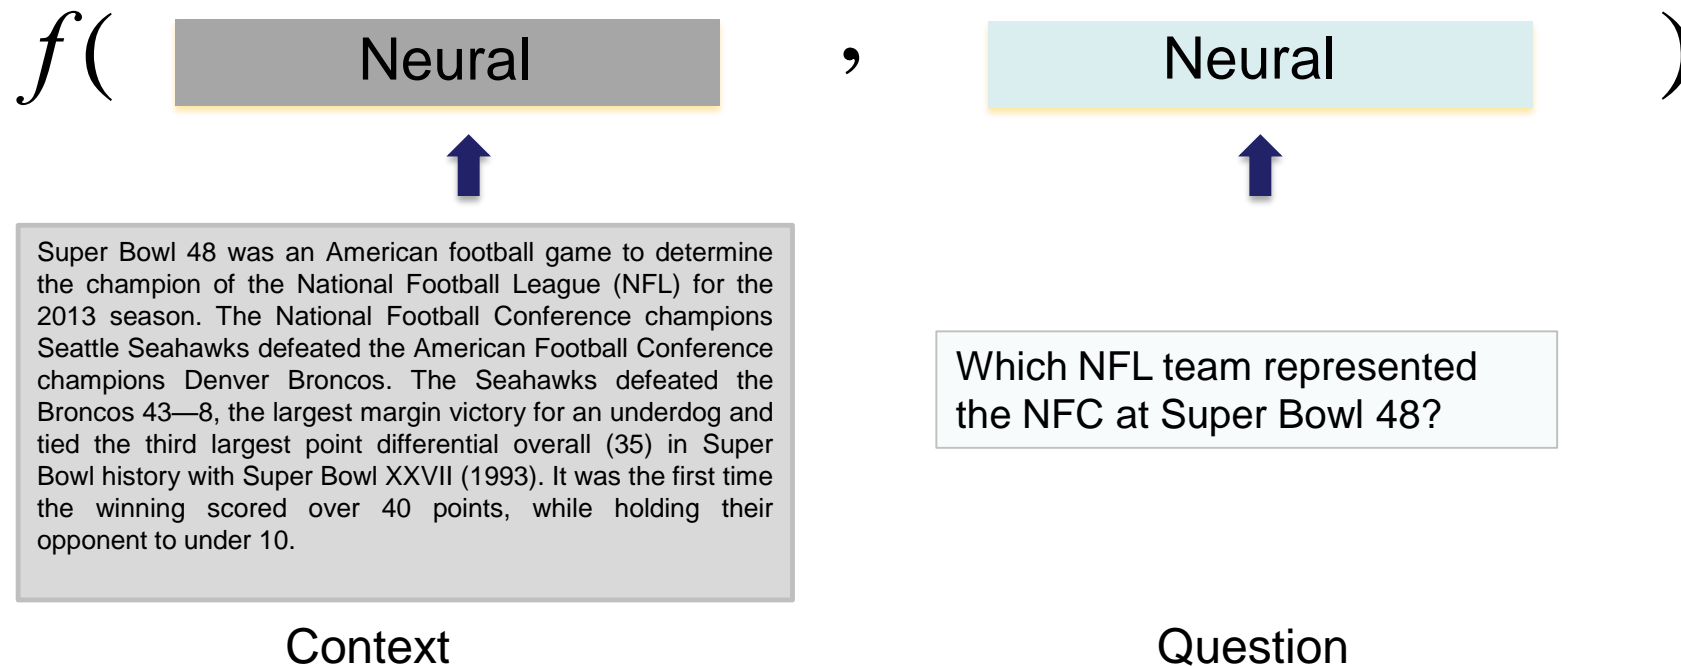 f( Neural , Neural )
Super Bowl 48 was an American football game to determine
the champion of the National Football League (NFL) for the
2013 season. The National Football Conference champions
Seattle Seahawks defeated the American Football Conference
champions Denver Broncos. The Seahawks defeated the
Broncos 43—8, the largest margin victory for an underdog and
tied the third largest point differential overall (35) in Super
Bowl history with Super Bowl XXVII (1993). It was the first time
the winning scored over 40 points, while holding their
opponent to under 10.
Which NFL team represented
the NFC at Super Bowl 48?
Context
Question